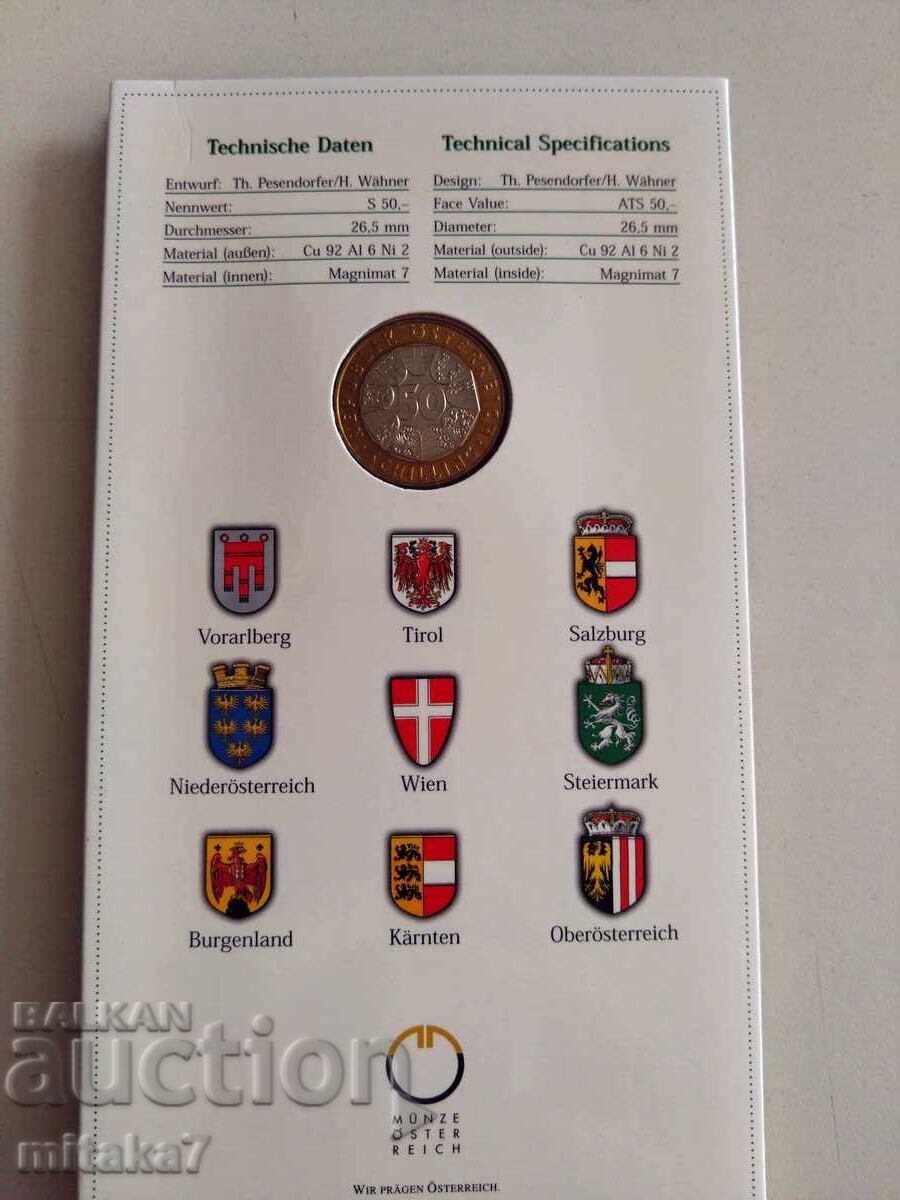 Technische Daten
Entwurf: Th. Pesendorfer/H. Wähner
Nennwert: S 50,–
Durchmesser: 26,5 mm
Material (außen): Cu 92 Al 6 Ni 2
Material (innen): Magnimat 7
Technical Specifications
Design: Th. Pesendorfer/H. Wähner
Face Value: ATS 50,–
Diameter: 26,5 mm
Material (outside): Cu 92 Al 6 Ni 2
Material (inside): Magnimat 7
REPUBLIK ÖSTERREICH
50
SCHILLING
Vorarlberg
Tirol
Salzburg
Niederösterreich
Wien
Steiermark
Burgenland
Kärnten
Oberösterreich
BALKAN
auction
mitaka7
MÜNZE
ÖSTER
REICH
WIR PRÄGEN ÖSTERREICH.